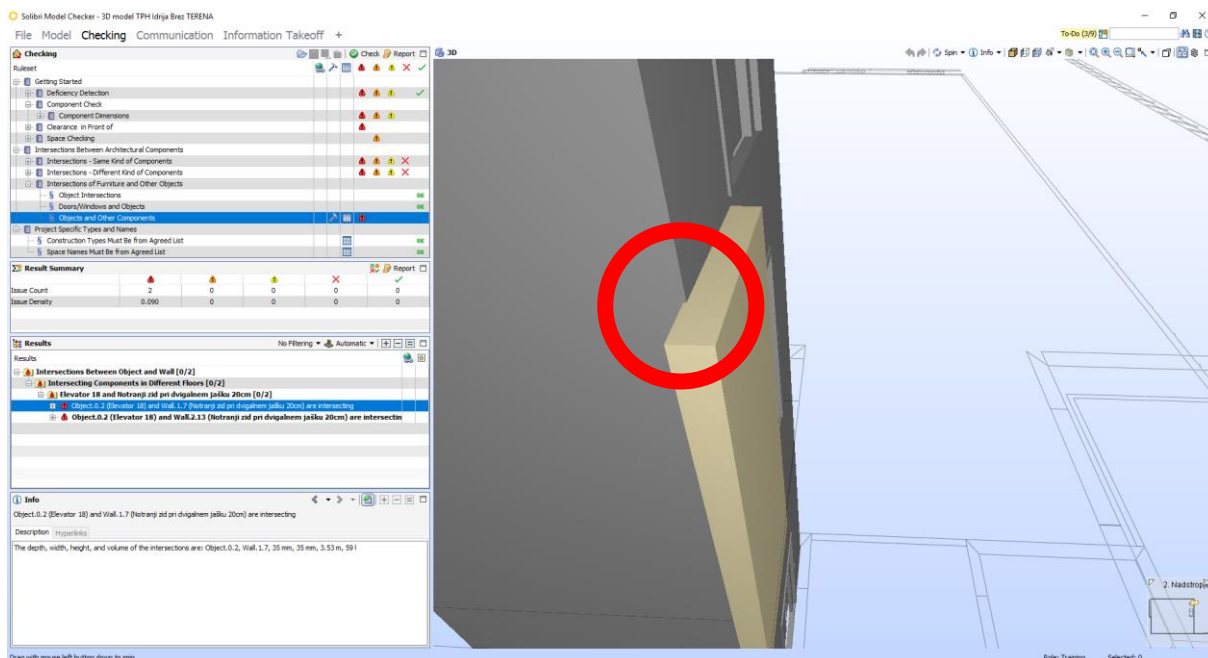 Solibri Model Checker - 3D model TPH Idrija Brez TERENA
File Model Checking Communication Information Takeoff +
To-Do (3/9)
Checking
Check Report
3D
Spin Info
Ruleset
Getting Started
Deficiency Detection
Component Check
Component Dimensions
Clearance in Front of
Space Checking
Intersections Between Architectural Components
Intersections - Same Kind of Components
Intersections - Different Kind of Components
Intersections of Furniture and Other Objects
§ Object Intersections OK
§ Doors/Windows and Objects OK
§ Objects and Other Components
Project Specific Types and Names
§ Construction Types Must Be from Agreed List OK
§ Space Names Must Be from Agreed List OK
Result Summary Report
Issue Count 2 0 0 0 0
Issue Density 0.090 0 0 0 0
Results No Filtering Automatic
Results
Intersections Between Object and Wall [0/2]
Intersecting Components in Different Floors [0/2]
Elevator 18 and Notranji zid pri dvigalnem jašku 20cm [0/2]
Object.0.2 (Elevator 18) and Wall.1.7 (Notranji zid pri dvigalnem jašku 20cm) are intersecting
Object.0.2 (Elevator 18) and Wall.2.13 (Notranji zid pri dvigalnem jašku 20cm) are intersectin
Info
Object.0.2 (Elevator 18) and Wall.1.7 (Notranji zid pri dvigalnem jašku 20cm) are intersecting
Description Hyperlinks
The depth, width, height, and volume of the intersections are: Object.0.2, Wall.1.7, 35 mm, 35 mm, 3.53 m, 59 l
2. Nadstropje
Drag with mouse left button down to spin
Role: Training Selected: 0